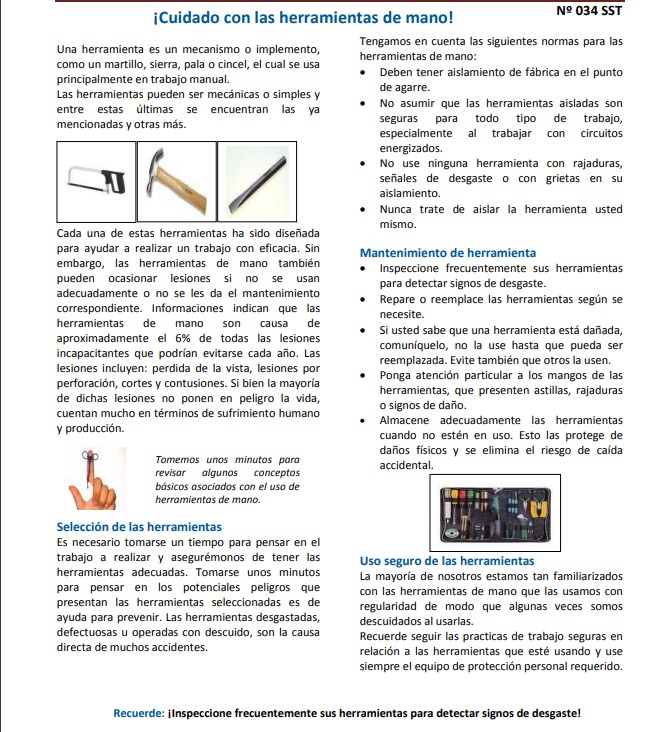 ¡Cuidado con las herramientas de mano!
Nº 034 SST
Una herramienta es un mecanismo o implemento,
como un martillo, sierra, pala o cincel, el cual se usa
principalmente en trabajo manual.
Las herramientas pueden ser mecánicas o simples y
entre estas últimas se encuentran las ya
mencionadas y otras más.
Cada una de estas herramientas ha sido diseñada
para ayudar a realizar un trabajo con eficacia. Sin
embargo, las herramientas de mano también
pueden ocasionar lesiones si no se usan
adecuadamente o no se les da el mantenimiento
correspondiente. Informaciones indican que las
herramientas de mano son causa de
aproximadamente el 6% de todas las lesiones
incapacitantes que podrían evitarse cada año. Las
lesiones incluyen: perdida de la vista, lesiones por
perforación, cortes y contusiones. Si bien la mayoría
de dichas lesiones no ponen en peligro la vida,
cuentan mucho en términos de sufrimiento humano
y producción.
Tomemos unos minutos para
revisar algunos conceptos
básicos asociados con el uso de
herramientas de mano.
Selección de las herramientas
Es necesario tomarse un tiempo para pensar en el
trabajo a realizar y asegurémonos de tener las
herramientas adecuadas. Tomarse unos minutos
para pensar en los potenciales peligros que
presentan las herramientas seleccionadas es de
ayuda para prevenir. Las herramientas desgastadas,
defectuosas u operadas con descuido, son la causa
directa de muchos accidentes.
Tengamos en cuenta las siguientes normas para las
herramientas de mano:
• Deben tener aislamiento de fábrica en el punto
de agarre.
• No asumir que las herramientas aisladas son
seguras para todo tipo de trabajo,
especialmente al trabajar con circuitos
energizados.
• No use ninguna herramienta con rajaduras,
señales de desgaste o con grietas en su
aislamiento.
• Nunca trate de aislar la herramienta usted
mismo.
Mantenimiento de herramienta
• Inspeccione frecuentemente sus herramientas
para detectar signos de desgaste.
• Repare o reemplace las herramientas según se
necesite.
• Si usted sabe que una herramienta está dañada,
comuníquelo, no la use hasta que pueda ser
reemplazada. Evite también que otros la usen.
• Ponga atención particular a los mangos de las
herramientas, que presenten astillas, rajaduras
o signos de daño.
• Almacene adecuadamente las herramientas
cuando no estén en uso. Esto las protege de
daños físicos y se elimina el riesgo de caída
accidental.
Uso seguro de las herramientas
La mayoría de nosotros estamos tan familiarizados
con las herramientas de mano que las usamos con
regularidad de modo que algunas veces somos
descuidados al usarlas.
Recuerde seguir las practicas de trabajo seguras en
relación a las herramientas que esté usando y use
siempre el equipo de protección personal requerido.
Recuerde: ¡Inspeccione frecuentemente sus herramientas para detectar signos de desgaste!